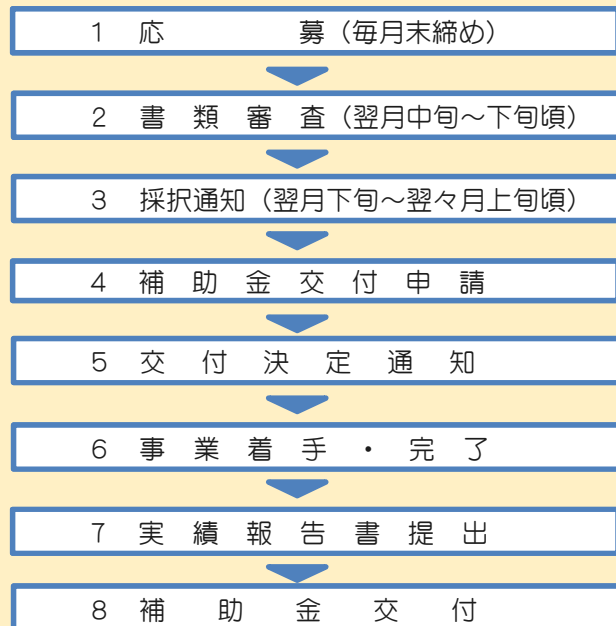 1 応募（毎月末締め）
2 書類審査（翌月中旬～下旬頃）
3 採択通知（翌月下旬～翌々月上旬頃）
4 補助金交付申請
5 交付決定通知
6 事業着手・完了
7 実績報告書提出
8 補助金交付